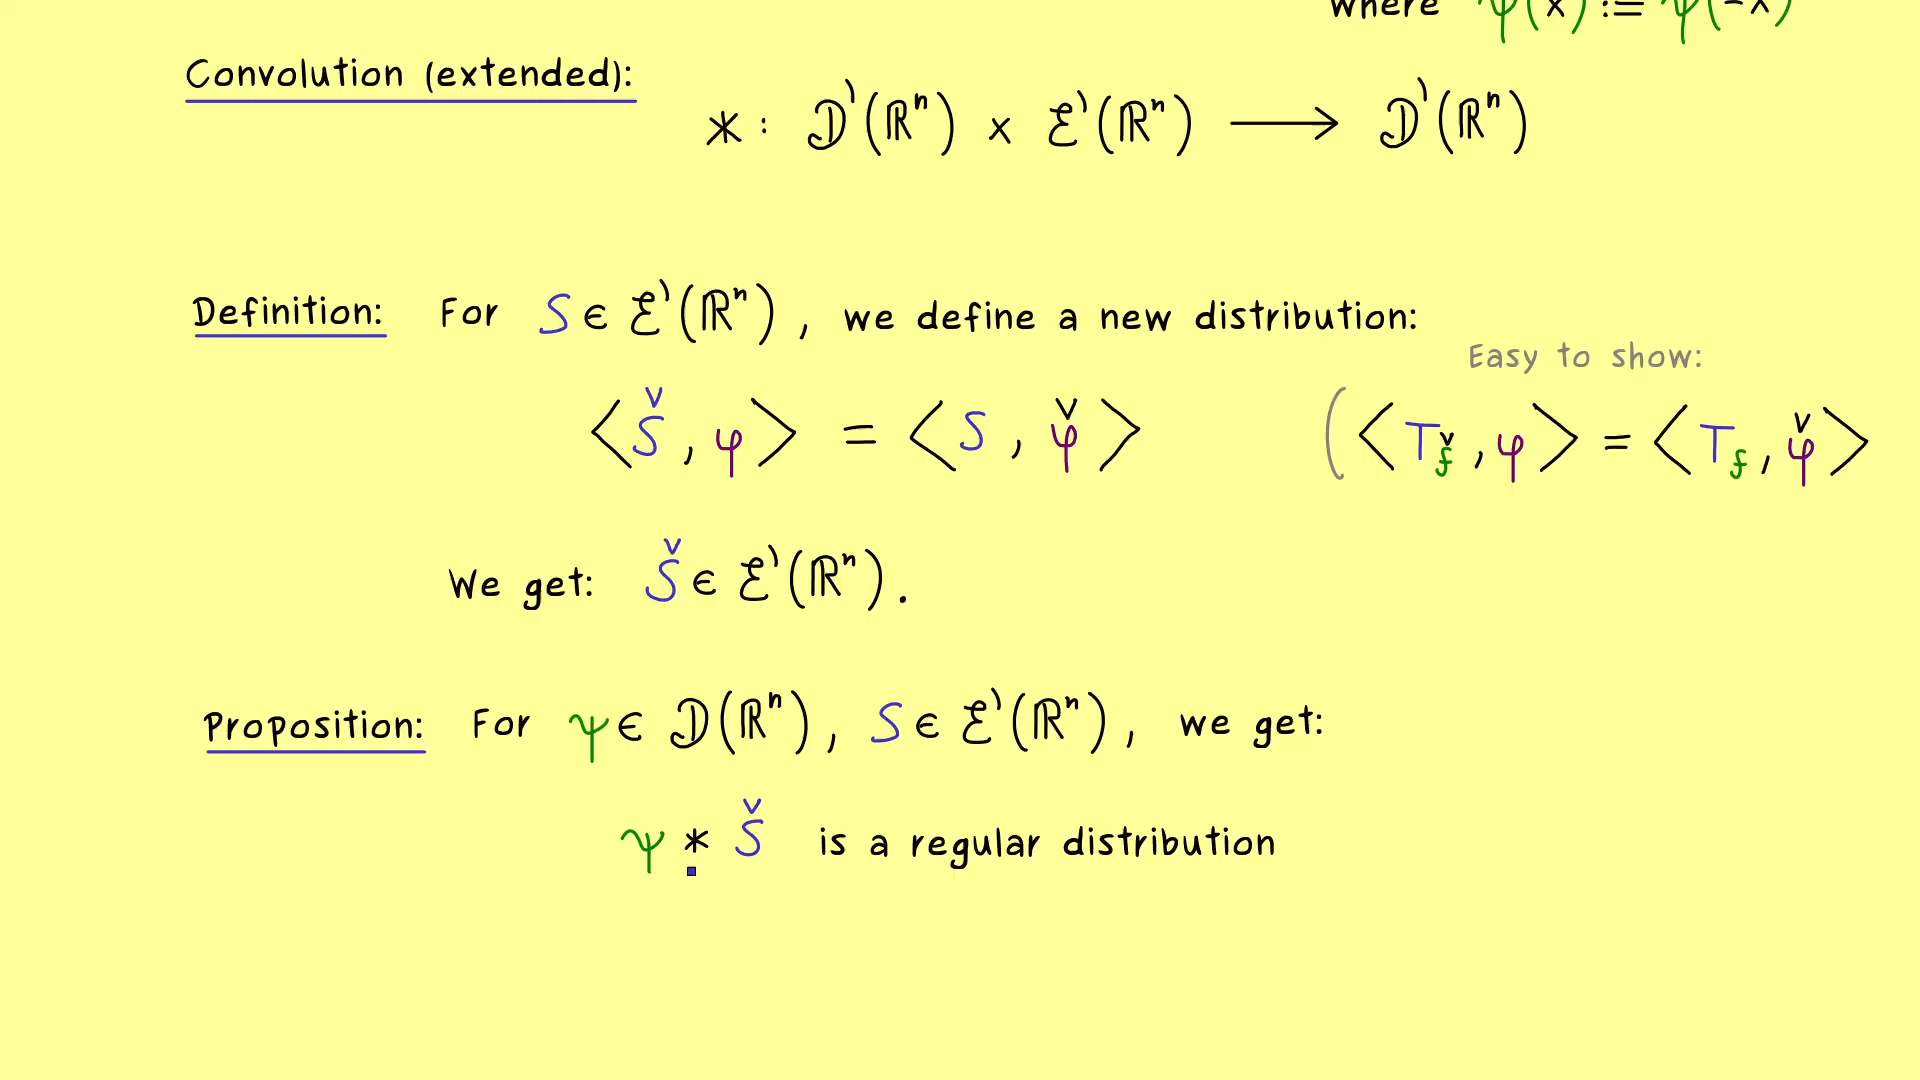 where ψ̌(x) := ψ(-x)
Convolution (extended):
* : 𝒟'(ℝⁿ) × ℰ'(ℝⁿ) ⟶ 𝒟'(ℝⁿ)
Definition: For S ∈ ℰ'(ℝⁿ), we define a new distribution:
Easy to show:
⟨Š, φ⟩ = ⟨S, φ̌⟩ (⟨T_f̌, φ⟩ = ⟨T_f, φ̌⟩
We get: Š ∈ ℰ'(ℝⁿ).
Proposition: For ψ ∈ 𝒟(ℝⁿ), S ∈ ℰ'(ℝⁿ), we get:
ψ * Š is a regular distribution